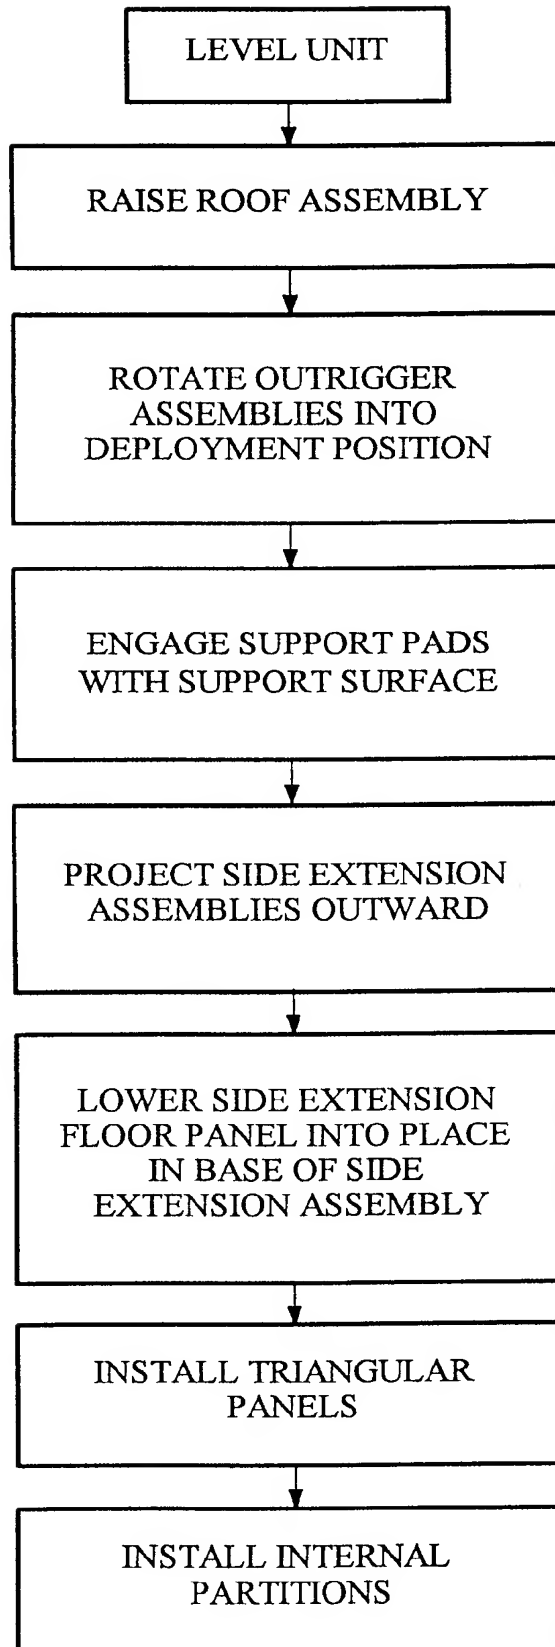 LEVEL UNIT
RAISE ROOF ASSEMBLY
ROTATE OUTRIGGER
ASSEMBLIES INTO
DEPLOYMENT POSITION
ENGAGE SUPPORT PADS
WITH SUPPORT SURFACE
PROJECT SIDE EXTENSION
ASSEMBLIES OUTWARD
LOWER SIDE EXTENSION
FLOOR PANEL INTO PLACE
IN BASE OF SIDE
EXTENSION ASSEMBLY
INSTALL TRIANGULAR
PANELS
INSTALL INTERNAL
PARTITIONS